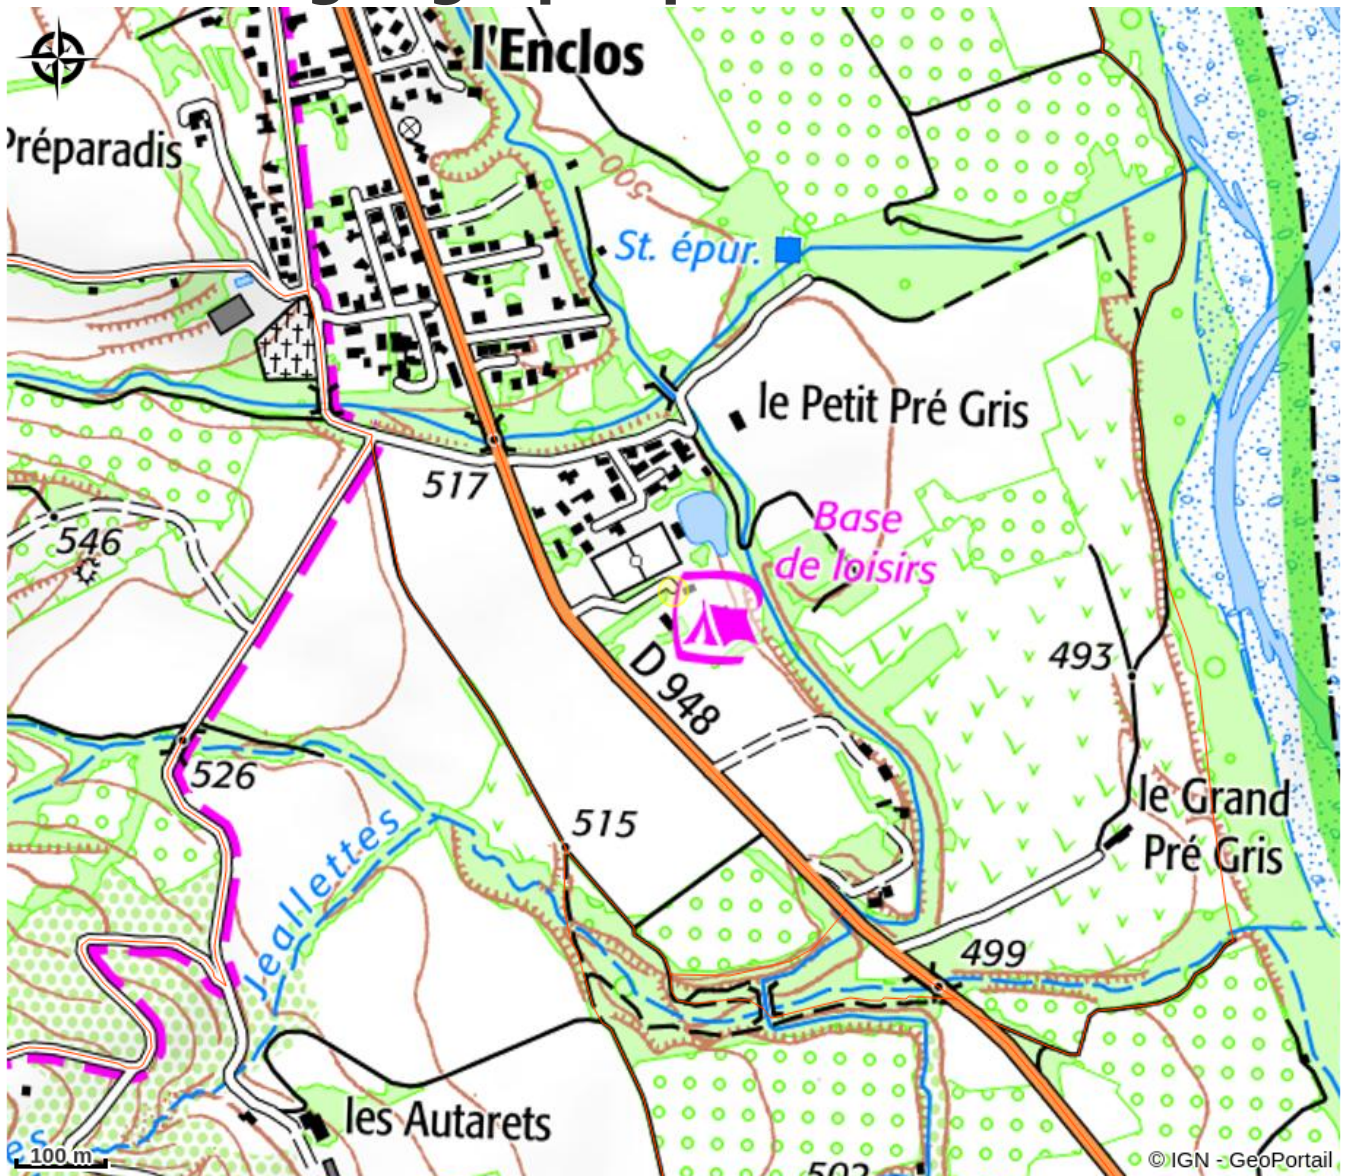 l'Enclos
Préparadis
500
St. épur.
le Petit Pré Gris
517
Base
de loisirs
546
493
D 948
526
le Grand
Pré Gris
515
Jeallettes
499
les Autarets
100 m
502
© IGN - GeoPortail